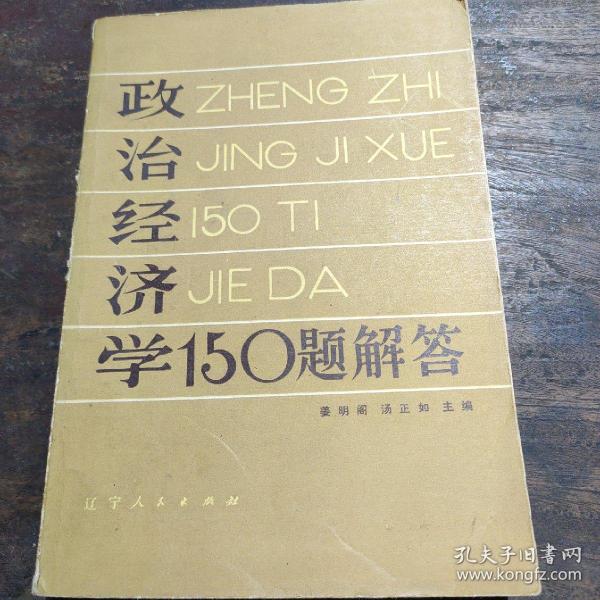 政 ZHENG ZHI
治 JING JI XUE
经 150 TI
济 JIE DA
学150题解答
姜明阁 汤正如 主编
辽宁人民出版社
孔夫子旧书网
www.kongfz.com